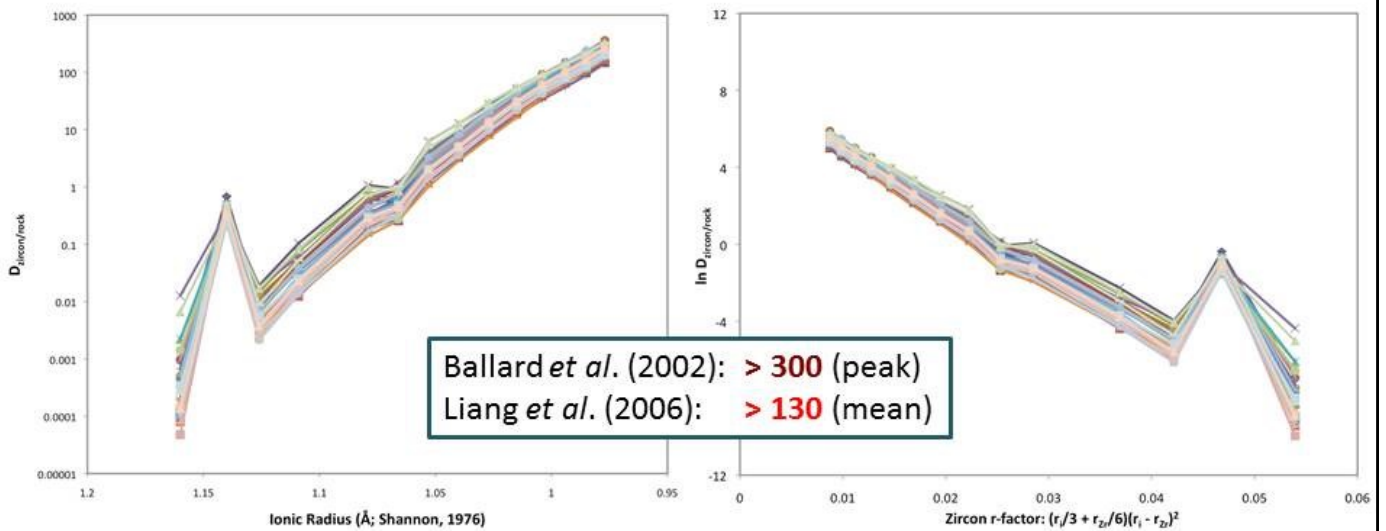 1000
100
10
1
0.1
0.01
0.001
0.0001
0.00001
D zircon/rock
1.2 1.15 1.1 1.05 1 0.95
Ionic Radius (Å; Shannon, 1976)
12
8
4
0
-4
-12
ln D zircon/rock
0 0.01 0.02 0.03 0.04 0.05 0.06
Zircon r-factor: (ri/3 + rZr/6)(ri - rZr)2
Ballard et al. (2002): > 300 (peak)
Liang et al. (2006): > 130 (mean)